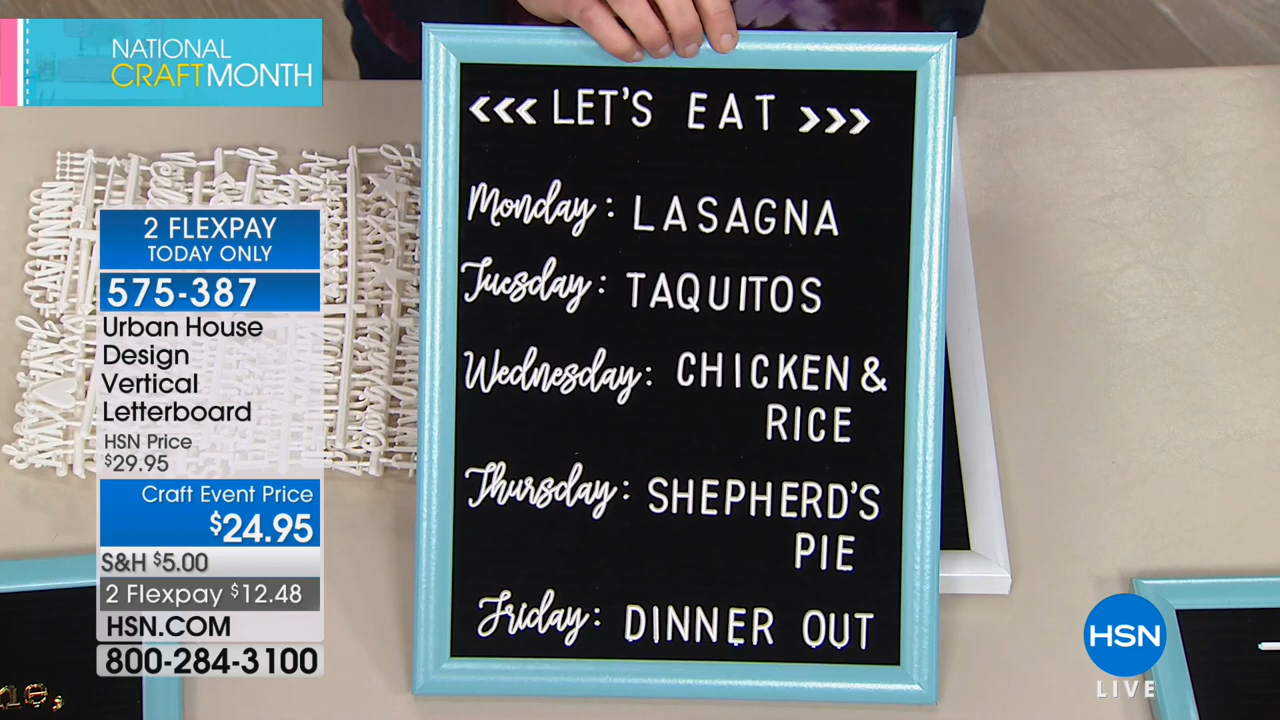 NATIONAL
CRAFTMONTH
2 FLEXPAY
TODAY ONLY
575-387
Urban House
Design
Vertical
Letterboard
HSN Price
$29.95
Craft Event Price
$24.95
S&H $5.00
2 Flexpay $12.48
HSN.COM
800-284-3100
<<< LET'S EAT >>>
Monday: LASAGNA
Tuesday: TAQUITOS
Wednesday: CHICKEN &
RICE
Thursday: SHEPHERD'S
PIE
Friday: DINNER OUT
HSN
LIVE